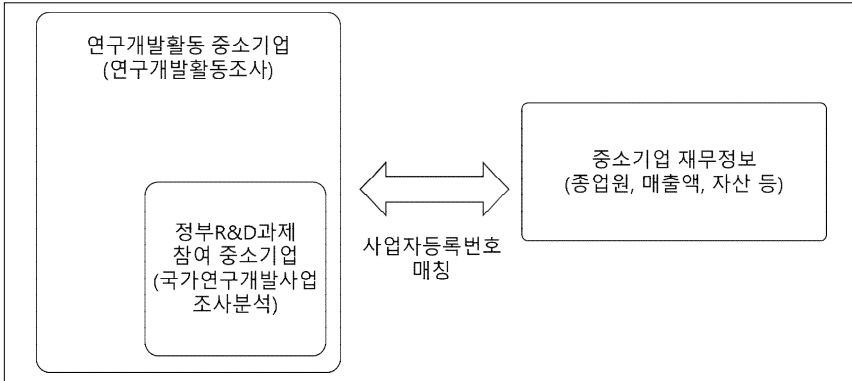 연구개발활동 중소기업
(연구개발활동조사)
정부R&D과제
참여 중소기업
(국가연구개발사업
조사분석)
사업자등록번호
매칭
중소기업 재무정보
(종업원, 매출액, 자산 등)